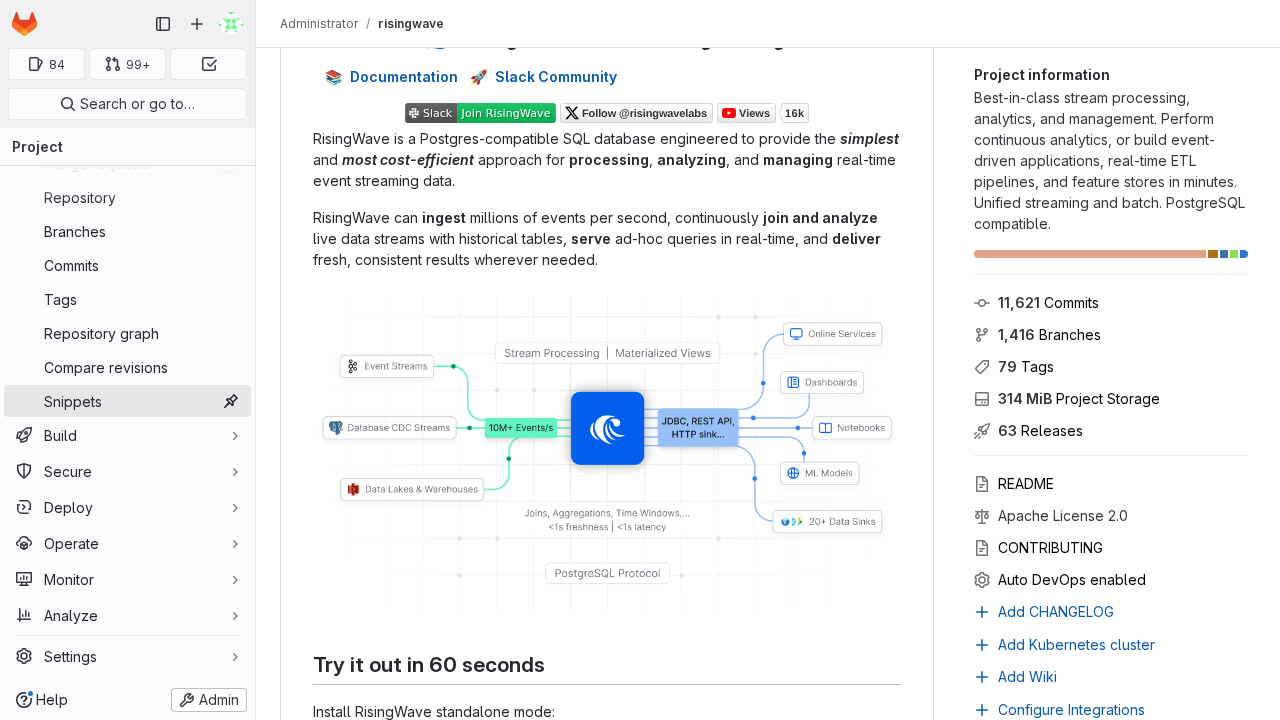 Administrator / risingwave
84
99+
Search or go to…
Project
Repository
Branches
Commits
Tags
Repository graph
Compare revisions
Snippets
Build
Secure
Deploy
Operate
Monitor
Analyze
Settings
Help
Admin
📚 Documentation 🚀 Slack Community
Slack Join RisingWave Follow @risingwavelabs Views 16k
RisingWave is a Postgres-compatible SQL database engineered to provide the simplest
and most cost-efficient approach for processing, analyzing, and managing real-time
event streaming data.
RisingWave can ingest millions of events per second, continuously join and analyze
live data streams with historical tables, serve ad-hoc queries in real-time, and deliver
fresh, consistent results wherever needed.
Stream Processing | Materialized Views
Event Streams
Database CDC Streams
Data Lakes & Warehouses
10M+ Events/s
JDBC, REST API,
HTTP sink...
Online Services
Dashboards
Notebooks
ML Models
20+ Data Sinks
Joins, Aggregations, Time Windows,...
<1s freshness | <1s latency
PostgreSQL Protocol
Try it out in 60 seconds
Install RisingWave standalone mode:
Project information
Best-in-class stream processing,
analytics, and management. Perform
continuous analytics, or build event-
driven applications, real-time ETL
pipelines, and feature stores in minutes.
Unified streaming and batch. PostgreSQL
compatible.
11,621 Commits
1,416 Branches
79 Tags
314 MiB Project Storage
63 Releases
README
Apache License 2.0
CONTRIBUTING
Auto DevOps enabled
Add CHANGELOG
Add Kubernetes cluster
Add Wiki
Configure Integrations